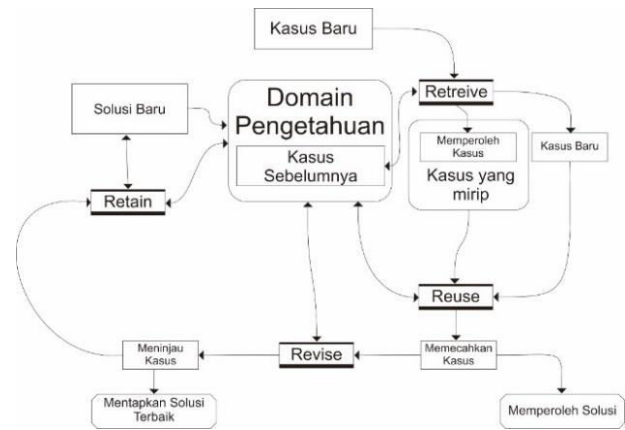 Kasus Baru
Retreive
Solusi Baru
Domain
Pengetahuan
Kasus
Sebelumnya
Memperoleh
Kasus
Kasus yang
mirip
Kasus Baru
Retain
Reuse
Meninjau
Kasus
Revise
Memecahkan
Kasus
Mentapkan Solusi
Terbaik
Memperoleh Solusi